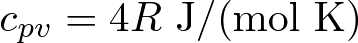 c_{pv} = 4R J/(mol K)